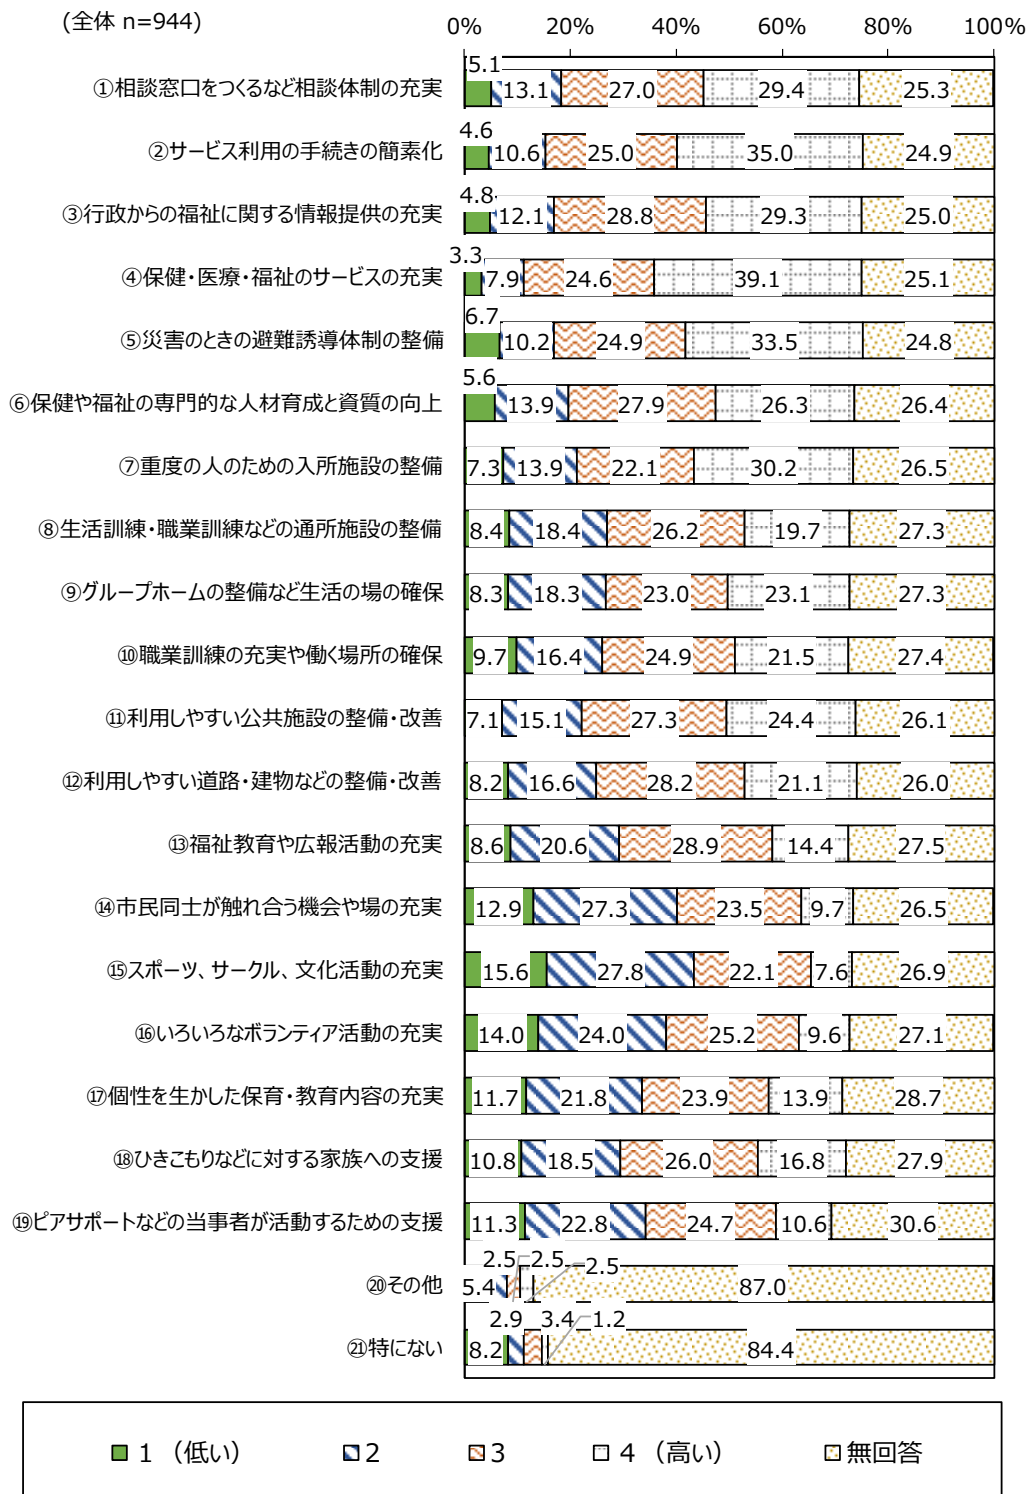 (全体 n=944)
0% 20% 40% 60% 80% 100%
①相談窓口をつくるなど相談体制の充実 5.1 13.1 27.0 29.4 25.3
②サービス利用の手続きの簡素化 4.6 10.6 25.0 35.0 24.9
③行政からの福祉に関する情報提供の充実 4.8 12.1 28.8 29.3 25.0
④保健・医療・福祉のサービスの充実 3.3 7.9 24.6 39.1 25.1
⑤災害のときの避難誘導体制の整備 6.7 10.2 24.9 33.5 24.8
⑥保健や福祉の専門的な人材育成と資質の向上 5.6 13.9 27.9 26.3 26.4
⑦重度の人のための入所施設の整備 7.3 13.9 22.1 30.2 26.5
⑧生活訓練・職業訓練などの通所施設の整備 8.4 18.4 26.2 19.7 27.3
⑨グループホームの整備など生活の場の確保 8.3 18.3 23.0 23.1 27.3
⑩職業訓練の充実や働く場所の確保 9.7 16.4 24.9 21.5 27.4
⑪利用しやすい公共施設の整備・改善 7.1 15.1 27.3 24.4 26.1
⑫利用しやすい道路・建物などの整備・改善 8.2 16.6 28.2 21.1 26.0
⑬福祉教育や広報活動の充実 8.6 20.6 28.9 14.4 27.5
⑭市民同士が触れ合う機会や場の充実 12.9 27.3 23.5 9.7 26.5
⑮スポーツ、サークル、文化活動の充実 15.6 27.8 22.1 7.6 26.9
⑯いろいろなボランティア活動の充実 14.0 24.0 25.2 9.6 27.1
⑰個性を生かした保育・教育内容の充実 11.7 21.8 23.9 13.9 28.7
⑱ひきこもりなどに対する家族への支援 10.8 18.5 26.0 16.8 27.9
⑲ピアサポートなどの当事者が活動するための支援 11.3 22.8 24.7 10.6 30.6
⑳その他 5.4 2.5 2.5 2.5 87.0
㉑特にない 8.2 2.9 3.4 1.2 84.4
1 （低い） 2 3 4 （高い） 無回答